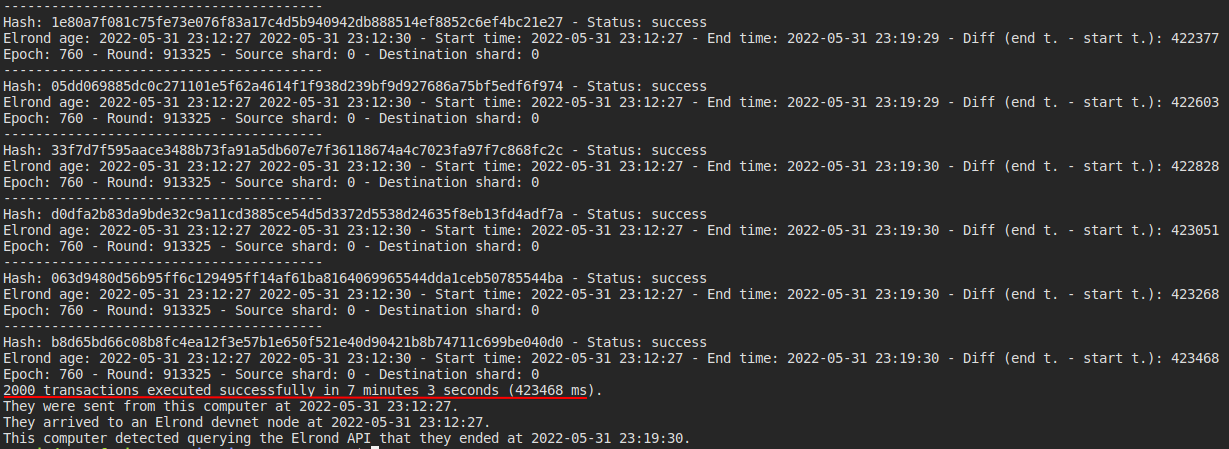 ----------------------------------------
Hash: 1e80a7f081c75fe73e076f83a17c4d5b940942db888514ef8852c6ef4bc21e27 - Status: success
Elrond age: 2022-05-31 23:12:27 2022-05-31 23:12:30 - Start time: 2022-05-31 23:12:27 - End time: 2022-05-31 23:19:29 - Diff (end t. - start t.): 422377
Epoch: 760 - Round: 913325 - Source shard: 0 - Destination shard: 0
----------------------------------------
Hash: 05dd069885dc0c271101e5f62a4614f1f938d239bf9d927686a75bf5edf6f974 - Status: success
Elrond age: 2022-05-31 23:12:27 2022-05-31 23:12:30 - Start time: 2022-05-31 23:12:27 - End time: 2022-05-31 23:19:29 - Diff (end t. - start t.): 422603
Epoch: 760 - Round: 913325 - Source shard: 0 - Destination shard: 0
----------------------------------------
Hash: 33f7d7f595aace3488b73fa91a5db607e7f36118674a4c7023fa97f7c868fc2c - Status: success
Elrond age: 2022-05-31 23:12:27 2022-05-31 23:12:30 - Start time: 2022-05-31 23:12:27 - End time: 2022-05-31 23:19:30 - Diff (end t. - start t.): 422828
Epoch: 760 - Round: 913325 - Source shard: 0 - Destination shard: 0
----------------------------------------
Hash: d0dfa2b83da9bde32c9a11cd3885ce54d5d3372d5538d24635f8eb13fd4adf7a - Status: success
Elrond age: 2022-05-31 23:12:27 2022-05-31 23:12:30 - Start time: 2022-05-31 23:12:27 - End time: 2022-05-31 23:19:30 - Diff (end t. - start t.): 423051
Epoch: 760 - Round: 913325 - Source shard: 0 - Destination shard: 0
----------------------------------------
Hash: 063d9480d56b95ff6c129495ff14af61ba8164069965544dda1ceb50785544ba - Status: success
Elrond age: 2022-05-31 23:12:27 2022-05-31 23:12:30 - Start time: 2022-05-31 23:12:27 - End time: 2022-05-31 23:19:30 - Diff (end t. - start t.): 423268
Epoch: 760 - Round: 913325 - Source shard: 0 - Destination shard: 0
----------------------------------------
Hash: b8d65bd66c08b8fc4ea12f3e57b1e650f521e40d90421b8b74711c699be040d0 - Status: success
Elrond age: 2022-05-31 23:12:27 2022-05-31 23:12:30 - Start time: 2022-05-31 23:12:27 - End time: 2022-05-31 23:19:30 - Diff (end t. - start t.): 423468
Epoch: 760 - Round: 913325 - Source shard: 0 - Destination shard: 0
2000 transactions executed successfully in 7 minutes 3 seconds (423468 ms).
They were sent from this computer at 2022-05-31 23:12:27.
They arrived to an Elrond devnet node at 2022-05-31 23:12:27.
This computer detected querying the Elrond API that they ended at 2022-05-31 23:19:30.